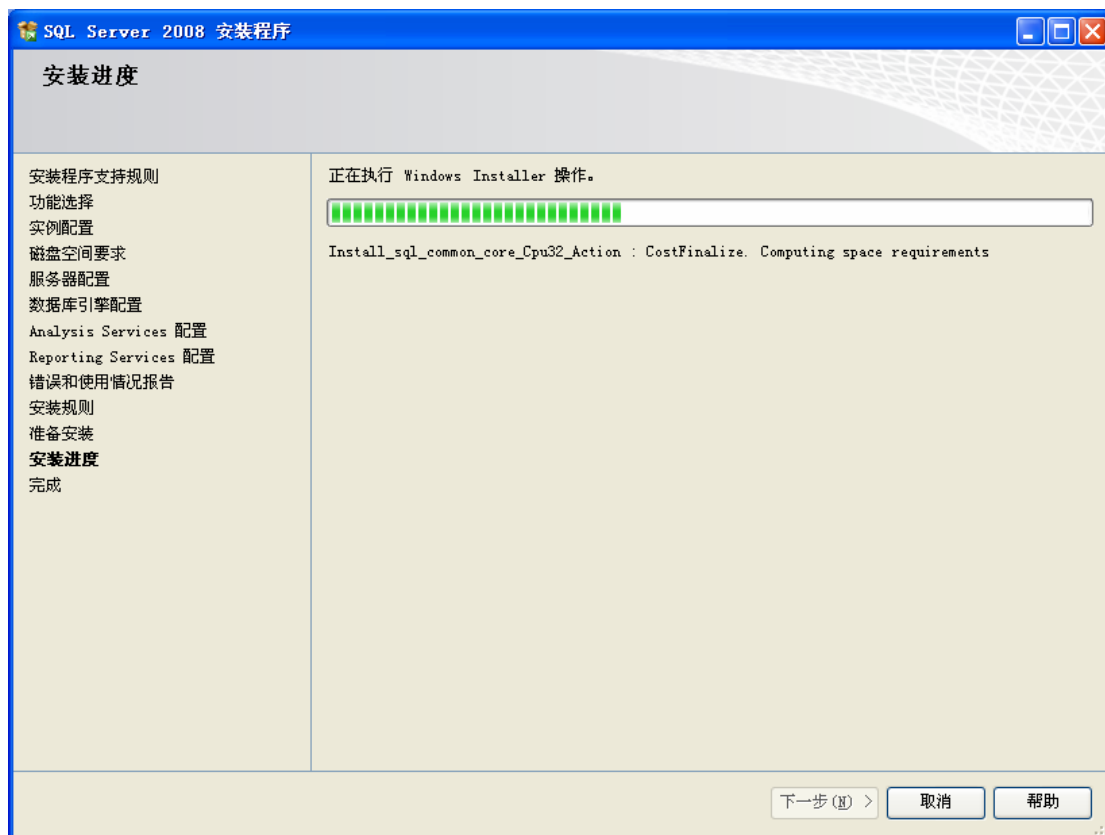 SQL Server 2008 安装程序
安装进度
安装程序支持规则
功能选择
实例配置
磁盘空间要求
服务器配置
数据库引擎配置
Analysis Services 配置
Reporting Services 配置
错误和使用情况报告
安装规则
准备安装
安装进度
完成
正在执行 Windows Installer 操作。
Install_sql_common_core_Cpu32_Action : CostFinalize. Computing space requirements
下一步(N) >
取消
帮助